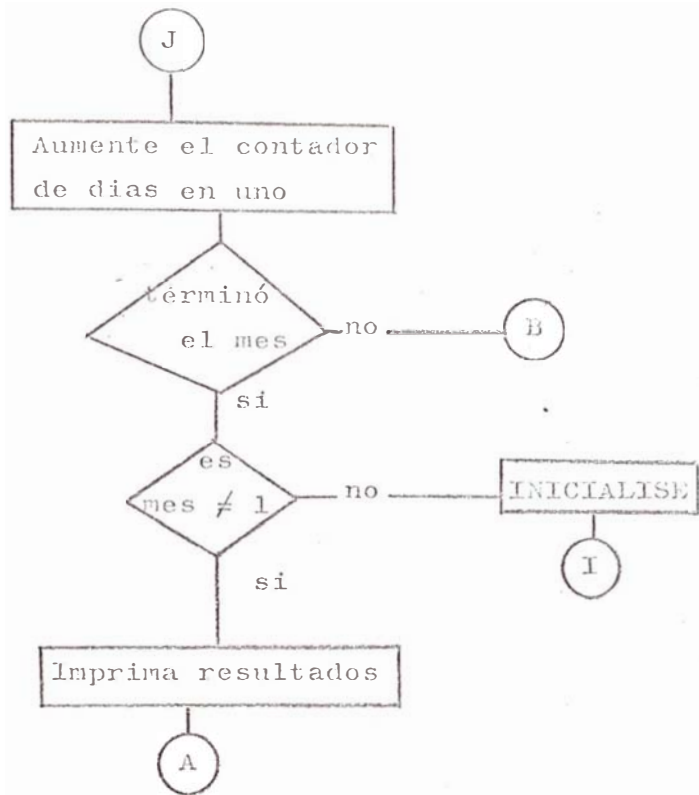 J
Aumente el contador
de dias en uno
términó
el mes
no
B
si
es
mes ≠ 1
no
INICIALISE
I
si
Imprima resultados
A